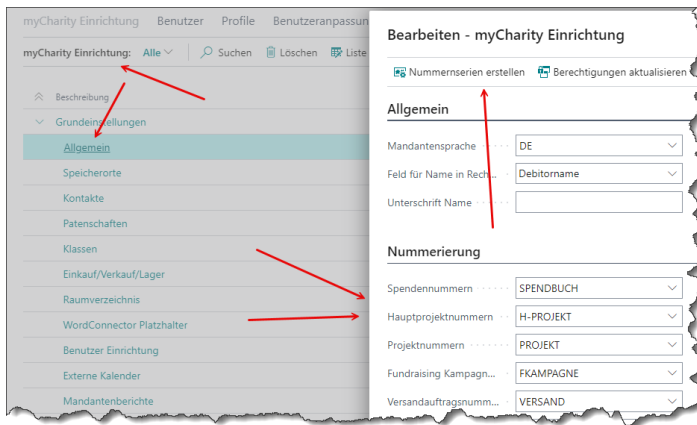 myCharity Einrichtung Benutzer Profile Benutzeranpassun
myCharity Einrichtung: Alle Suchen Löschen Liste
Beschreibung
Grundeinstellungen
Allgemein
Speicherorte
Kontakte
Patenschaften
Klassen
Einkauf/Verkauf/Lager
Raumverzeichnis
WordConnector Platzhalter
Benutzer Einrichtung
Externe Kalender
Mandantenberichte
Bearbeiten - myCharity Einrichtung
Nummernserien erstellen Berechtigungen aktualisieren
Allgemein
Mandantensprache DE
Feld für Name in Rech... Debitorname
Unterschrift Name
Nummerierung
Spendennummern SPENDBUCH
Hauptprojektnummern H-PROJEKT
Projektnummern PROJEKT
Fundraising Kampagn... FKAMPAGNE
Versandauftragsnumm... VERSAND